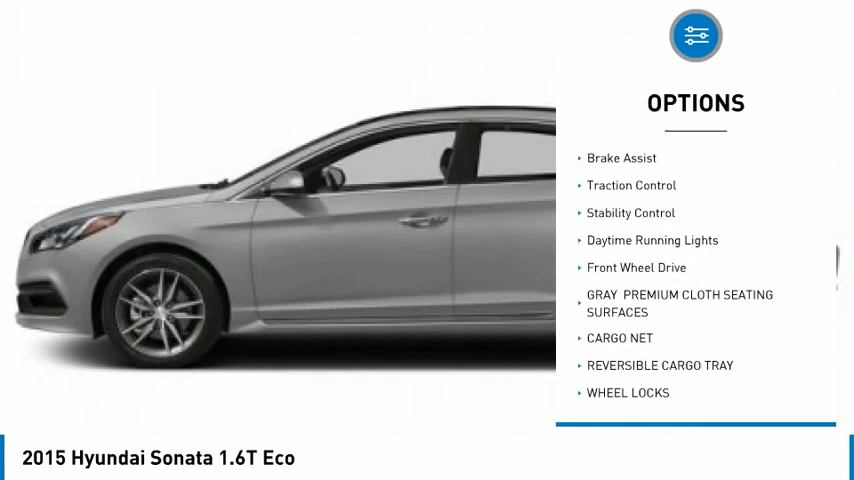 OPTIONS
Brake Assist
Traction Control
Stability Control
Daytime Running Lights
Front Wheel Drive
GRAY PREMIUM CLOTH SEATING
SURFACES
CARGO NET
REVERSIBLE CARGO TRAY
WHEEL LOCKS
2015 Hyundai Sonata 1.6T Eco